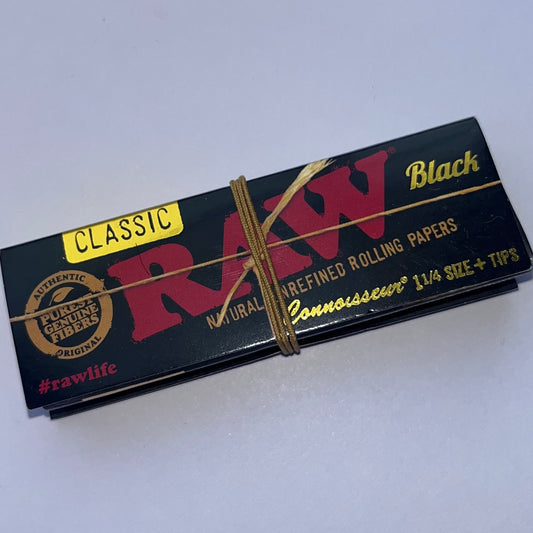 CLASSIC
RAW®
Black
AUTHENTIC
PUREST
GENUINE
FIBERS
ORIGINAL
NATURAL UNREFINED ROLLING PAPERS
Connoisseur® 1 1/4 SIZE + TIPS
#rawlife